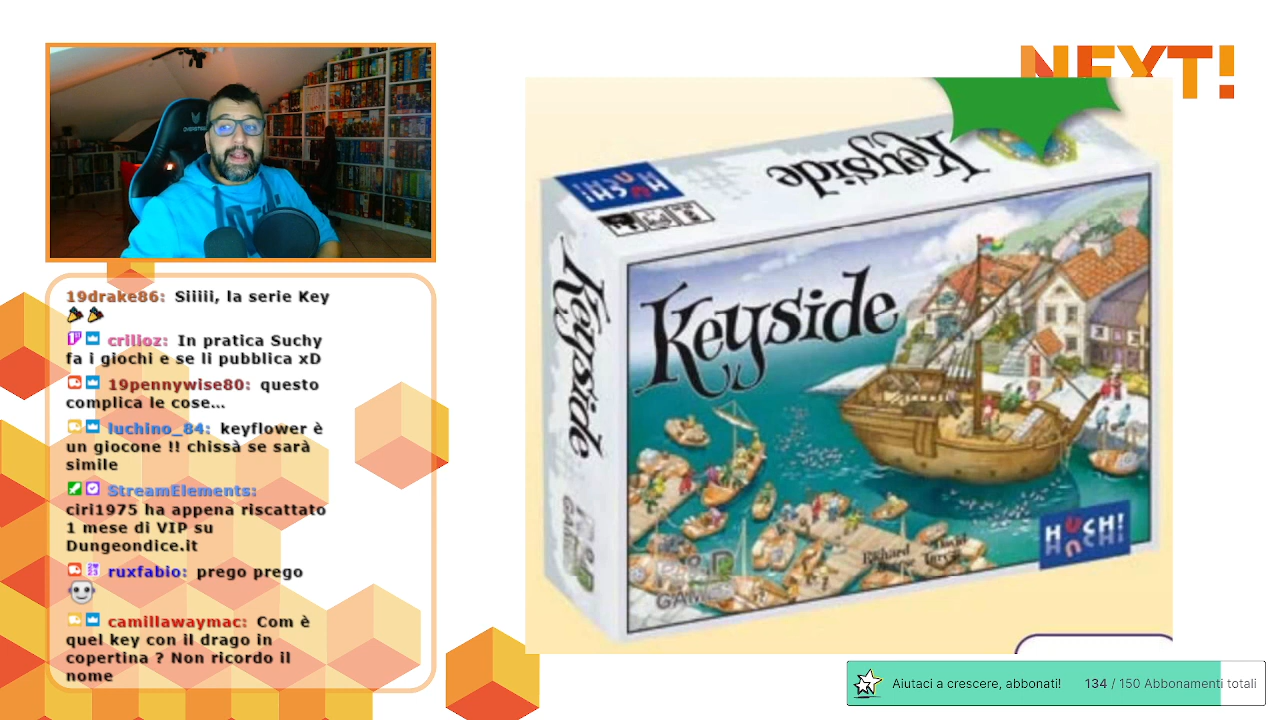 NEXT!
19drake86: Siiiii, la serie Key
crilloz: In pratica Suchy
fa i giochi e se li pubblica xD
19pennywise80: questo
complica le cose...
luchino_84: keyflower è
un giocone !! chissà se sarà
simile
StreamElements:
ciri1975 ha appena riscattato
1 mese di VIP su
Dungeondice.it
ruxfabio: prego prego
camillawaymac: Com è
quel key con il drago in
copertina ? Non ricordo il
nome
HUCH!
Keyside
Keyside
Keyside
Richard
David
GAMES
HUCH!
Aiutaci a crescere, abbonati! 134 / 150 Abbonamenti totali